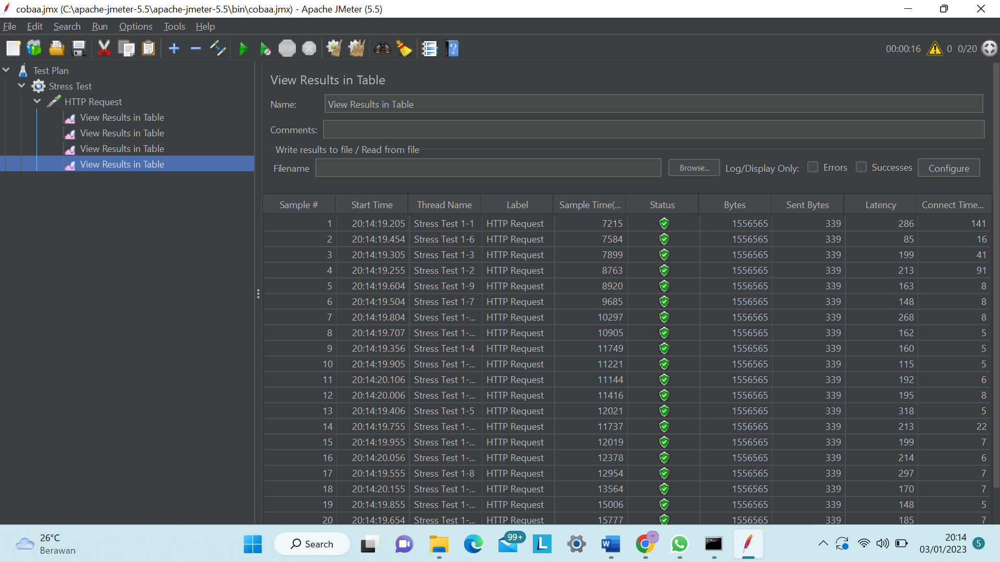 cobaa.jmx (C:\apache-jmeter-5.5\apache-jmeter-5.5\bin\cobaa.jmx) - Apache JMeter (5.5)
File Edit Search Run Options Tools Help
STOP 00:00:16 0 0/20
Test Plan
Stress Test
HTTP Request
View Results in Table
View Results in Table
View Results in Table
View Results in Table
View Results in Table
Name: View Results in Table
Comments:
Write results to file / Read from file
Filename Browse... Log/Display Only: Errors Successes Configure
Sample # Start Time Thread Name Label Sample Time(... Status Bytes Sent Bytes Latency Connect Time...
1 20:14:19.205 Stress Test 1-1 HTTP Request 7215 1556565 339 286 141
2 20:14:19.454 Stress Test 1-6 HTTP Request 7584 1556565 339 85 16
3 20:14:19.305 Stress Test 1-3 HTTP Request 7899 1556565 339 199 41
4 20:14:19.255 Stress Test 1-2 HTTP Request 8763 1556565 339 213 91
5 20:14:19.604 Stress Test 1-9 HTTP Request 8920 1556565 339 163 8
6 20:14:19.504 Stress Test 1-7 HTTP Request 9685 1556565 339 148 8
7 20:14:19.804 Stress Test 1-... HTTP Request 10297 1556565 339 268 8
8 20:14:19.707 Stress Test 1-... HTTP Request 10905 1556565 339 162 5
9 20:14:19.356 Stress Test 1-4 HTTP Request 11749 1556565 339 160 5
10 20:14:19.905 Stress Test 1-... HTTP Request 11221 1556565 339 115 5
11 20:14:20.106 Stress Test 1-... HTTP Request 11144 1556565 339 192 6
12 20:14:20.006 Stress Test 1-... HTTP Request 11416 1556565 339 195 8
13 20:14:19.406 Stress Test 1-5 HTTP Request 12021 1556565 339 318 5
14 20:14:19.755 Stress Test 1-... HTTP Request 11737 1556565 339 213 22
15 20:14:19.955 Stress Test 1-... HTTP Request 12019 1556565 339 199 7
16 20:14:20.056 Stress Test 1-... HTTP Request 12378 1556565 339 214 6
17 20:14:19.555 Stress Test 1-8 HTTP Request 12954 1556565 339 297 7
18 20:14:20.155 Stress Test 1-... HTTP Request 13564 1556565 339 170 7
19 20:14:19.855 Stress Test 1-... HTTP Request 15006 1556565 339 148 5
20 20:14:19.654 Stress Test 1-... HTTP Request 15777 1556565 339 185 7
26°C
Berawan
Search
99+
L
W
20:14
03/01/2023
5